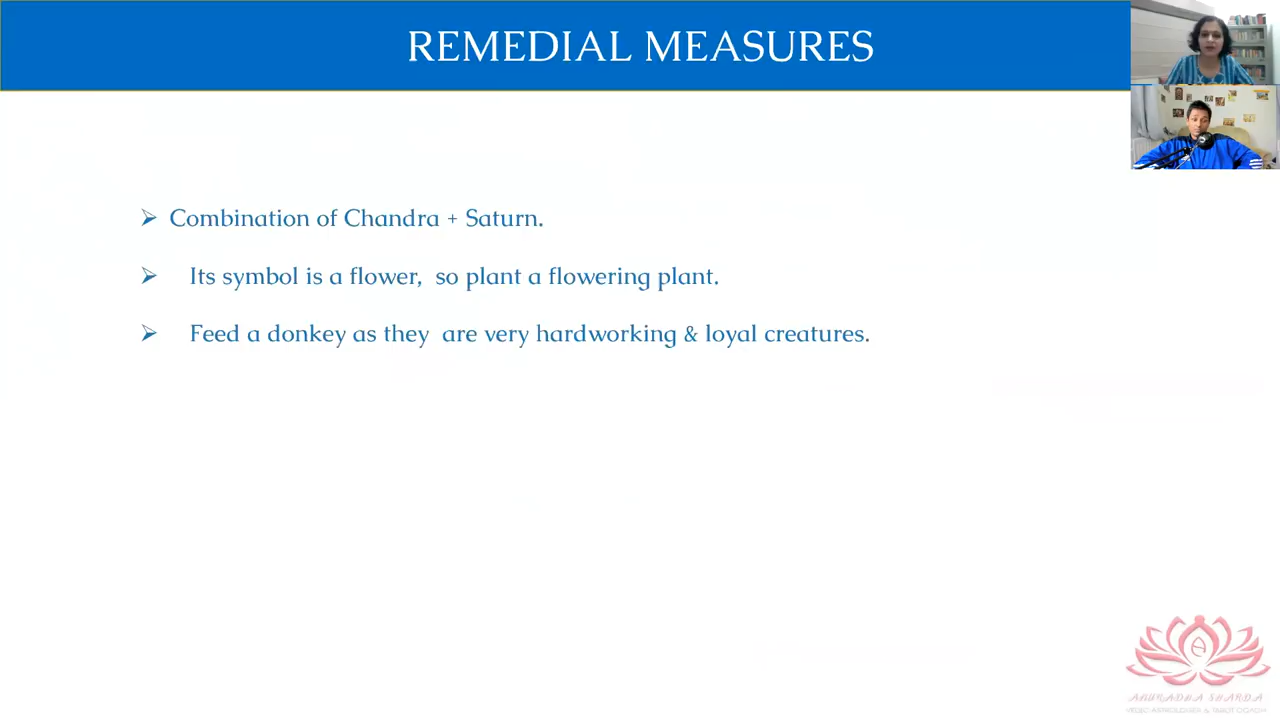 REMEDIAL MEASURES
Combination of Chandra + Saturn.
Its symbol is a flower, so plant a flowering plant.
Feed a donkey as they are very hardworking & loyal creatures.
ANURADHA SHARDA
VEDIC ASTROLOGER & TAROT COACH